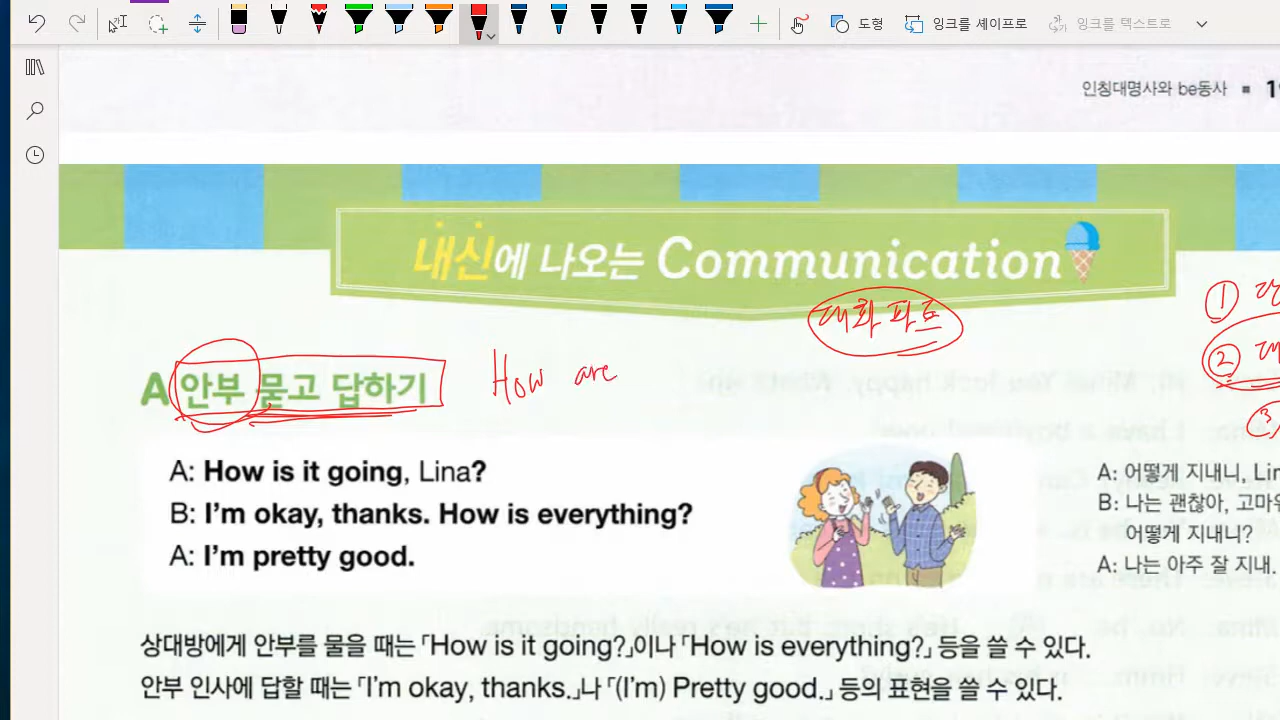 잉크를 셰이프로
도형
잉크를 텍스트로
인칭대명사와 be동사 ■ 1
내신에 나오는 Communication
대화 파트
①
②
③
A 안부 묻고 답하기
How are
A: How is it going, Lina?
B: I'm okay, thanks. How is everything?
A: I'm pretty good.
A: 어떻게 지내니, Lin
B: 나는 괜찮아, 고마워
어떻게 지내니?
A: 나는 아주 잘 지내.
상대방에게 안부를 물을 때는 「How is it going?」이나 「How is everything?」 등을 쓸 수 있다.
안부 인사에 답할 때는 「I'm okay, thanks.」나 「(I'm) Pretty good.」 등의 표현을 쓸 수 있다.